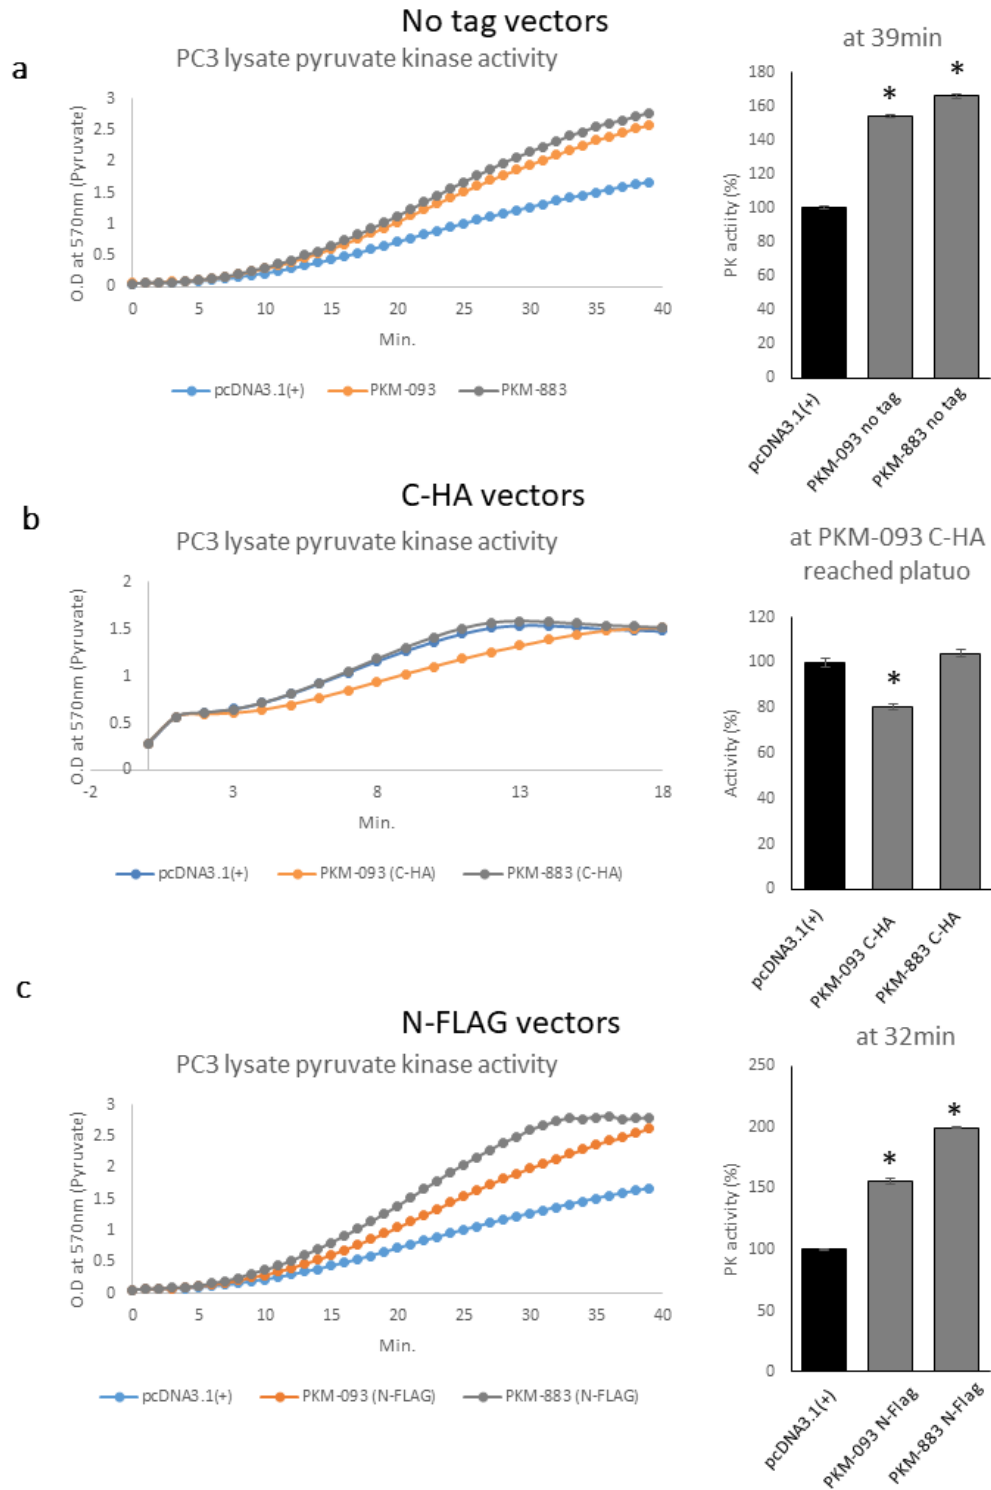 No tag vectors
a
PC3 lysate pyruvate kinase activity
O.D at 570nm (Pyruvate)
3
2.5
2
1.5
1
0.5
0
0 5 10 15 20 25 30 35 40
Min.
pcDNA3.1(+) PKM-093 PKM-883
at 39min
PK actiity (%)
180
160
140
120
100
80
60
40
20
0
* *
pcDNA3.1(+)
PKM-093 no tag
PKM-883 no tag
C-HA vectors
b
PC3 lysate pyruvate kinase activity
O.D at 570nm (Pyruvate)
2
1.5
1
0.5
0
-2 3 8 13 18
Min.
pcDNA3.1(+) PKM-093 (C-HA) PKM-883 (C-HA)
at PKM-093 C-HA
reached platuo
Activity (%)
120
100
80
60
40
20
0
*
pcDNA3.1(+)
PKM-093 C-HA
PKM-883 C-HA
c
N-FLAG vectors
PC3 lysate pyruvate kinase activity
O.D at 570nm (Pyruvate)
3
2.5
2
1.5
1
0.5
0
0 5 10 15 20 25 30 35 40
Min.
pcDNA3.1(+) PKM-093 (N-FLAG) PKM-883 (N-FLAG)
at 32min
PK activity (%)
250
200
150
100
50
0
* *
pcDNA3.1(+)
PKM-093 N-Flag
PKM-883 N-Flag